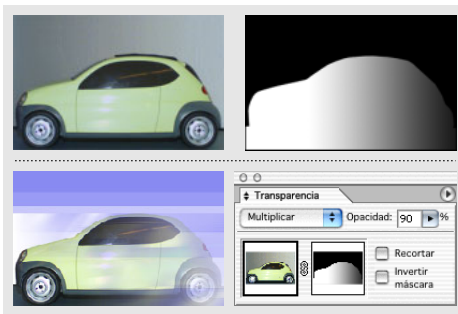 Transparencia
Multiplicar Opacidad: 90 %
Recortar
Invertir
máscara